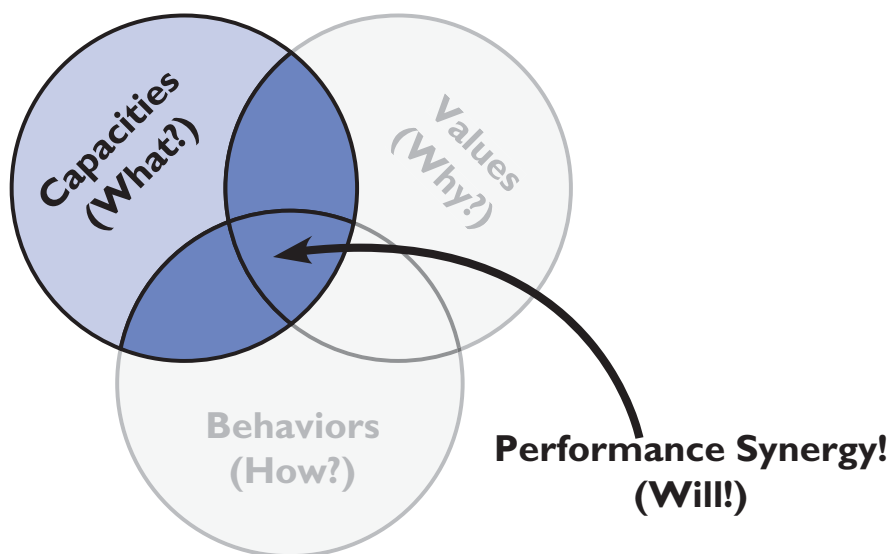 Capacities
(What?)
Values
(Why?)
Behaviors
(How?)
Performance Synergy!
(Will!)